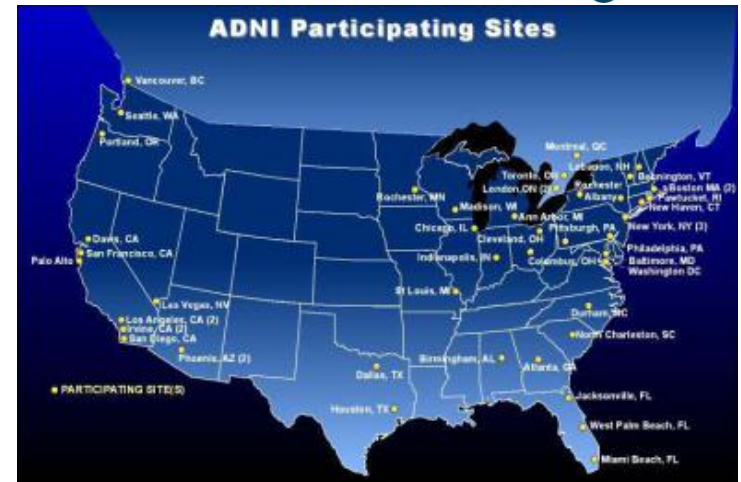 ADNI Participating Sites
Vancouver, BC
Seattle, WA
Portland, OR
Montreal, QC
Lebanon, NH
Toronto, ON
Bennington, VT
London, ON (2)
Rochester
Boston MA (2)
Rochester, MN
Albany
Pawtucket, RI
Madison, WI
New Haven, CT
Ann Arbor, MI
Chicago, IL
Pittsburgh, PA
New York, NY (3)
Cleveland, OH
Davis, CA
San Francisco, CA
Philadelphia, PA
Palo Alto
Indianapolis, IN
Columbus, OH
Baltimore, MD
Washington DC
St Louis, MI
Las Vegas, NV
Durham, NC
Los Angeles, CA (2)
Irvine, CA (2)
San Diego, CA
North Charleston, SC
Phoenix, AZ (2)
Birmingham, AL
Atlanta, GA
Dallas, TX
PARTICIPATING SITE(S)
Jacksonville, FL
Houston, TX
West Palm Beach, FL
Miami Beach, FL